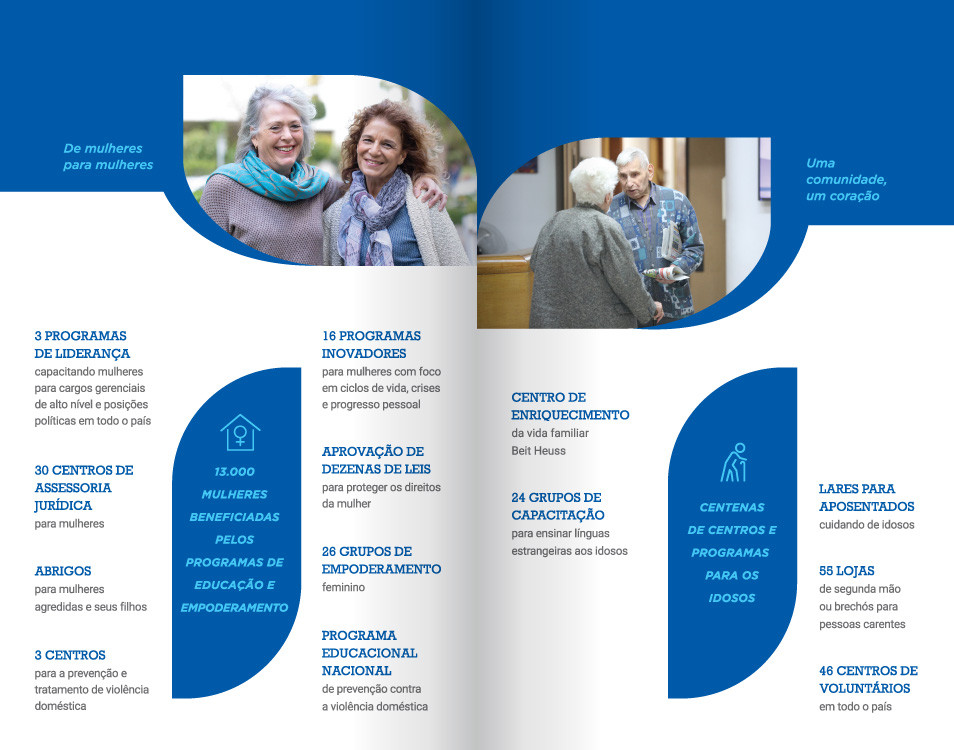 De mulheres
para mulheres
3 PROGRAMAS
DE LIDERANÇA
capacitando mulheres
para cargos gerenciais
de alto nível e posições
políticas em todo o país
30 CENTROS DE
ASSESSORIA
JURÍDICA
para mulheres
ABRIGOS
para mulheres
agredidas e seus filhos
3 CENTROS
para a prevenção e
tratamento de violência
doméstica
13.000
MULHERES
BENEFICIADAS
PELOS
PROGRAMAS DE
EDUCAÇÃO E
EMPODERAMENTO
16 PROGRAMAS
INOVADORES
para mulheres com foco
em ciclos de vida, crises
e progresso pessoal
APROVAÇÃO DE
DEZENAS DE LEIS
para proteger os direitos
da mulher
26 GRUPOS DE
EMPODERAMENTO
feminino
PROGRAMA
EDUCACIONAL
NACIONAL
de prevenção contra
a violência doméstica
Uma
comunidade,
um coração
CENTRO DE
ENRIQUECIMENTO
da vida familiar
Beit Heuss
24 GRUPOS DE
CAPACITAÇÃO
para ensinar línguas
estrangeiras aos idosos
CENTENAS
DE CENTROS E
PROGRAMAS
PARA OS
IDOSOS
LARES PARA
APOSENTADOS
cuidando de idosos
55 LOJAS
de segunda mão
ou brechós para
pessoas carentes
46 CENTROS DE
VOLUNTÁRIOS
em todo o país